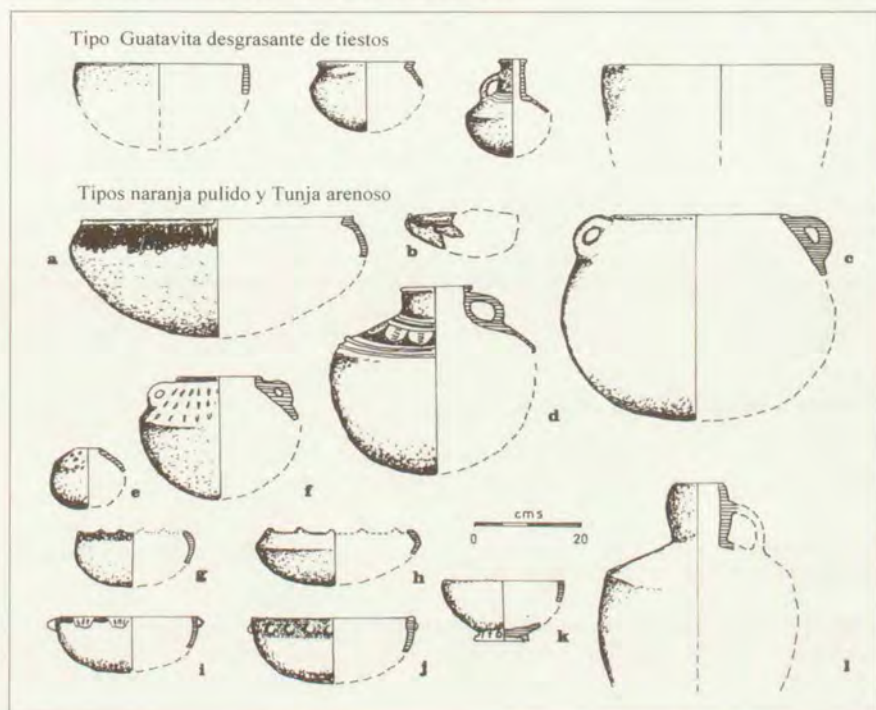 Tipo Guatavita desgrasante de tiestos
Tipos naranja pulido y Tunja arenoso
a
b
c
d
e
f
g
h
cms
0 20
i
j
k
l